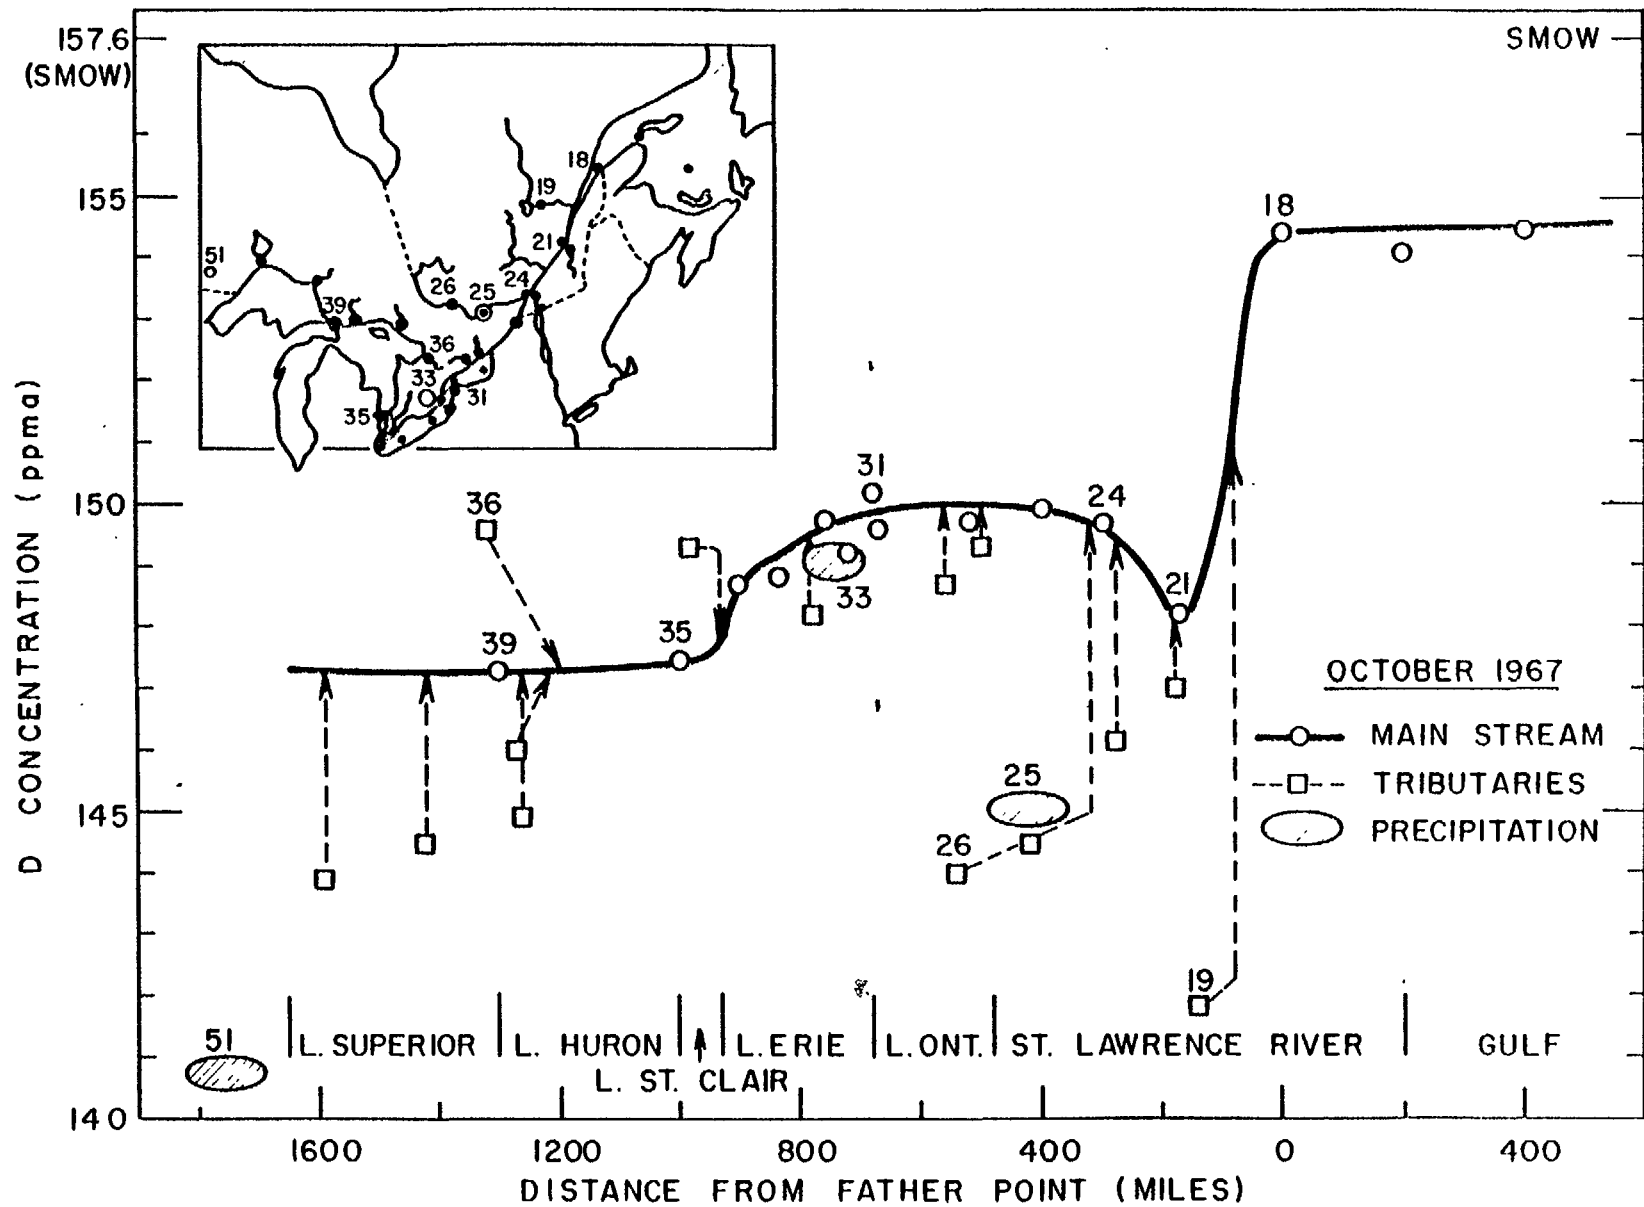 157.6
(SMOW)
SMOW
155
150
145
140
D CONCENTRATION (ppma)
18
19
21
24
51
26
25
39
36
33
31
35
18
31
24
36
21
39
35
33
OCTOBER 1967
MAIN STREAM
TRIBUTARIES
PRECIPITATION
25
26
19
51
L. SUPERIOR
L. HURON
L. ERIE
L. ONT.
ST. LAWRENCE RIVER
GULF
L. ST. CLAIR
1600
1200
800
400
0
400
DISTANCE FROM FATHER POINT (MILES)